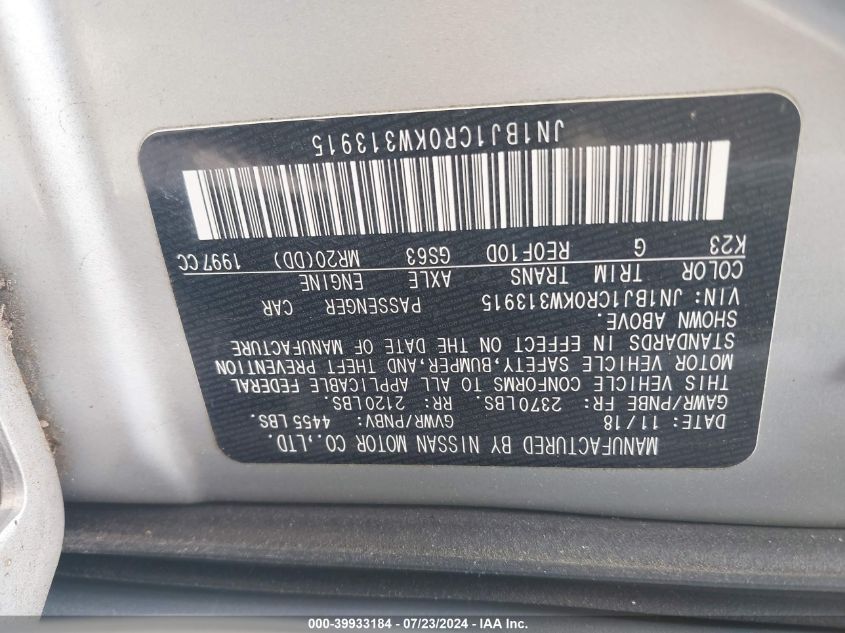 MANUFACTURED BY NISSAN MOTOR CO.,LTD.
DATE: 11/18 GVWR/PNBV: 4455 LBS.
GAWR/PNBE FR: 2370LBS. RR: 2120LBS.
THIS VEHICLE CONFORMS TO ALL APPLICABLE FEDERAL
MOTOR VEHICLE SAFETY,BUMPER,AND THEFT PREVENTION
STANDARDS IN EFFECT ON THE DATE OF MANUFACTURE
SHOWN ABOVE.
VIN: JN1BJ1CR0KW313915 PASSENGER CAR
COLOR TRIM TRANS AXLE ENGINE
K23 G RE0F10D GS63 MR20(DD) 1997CC
JN1BJ1CR0KW313915
000-39933184 - 07/23/2024 - IAA Inc.